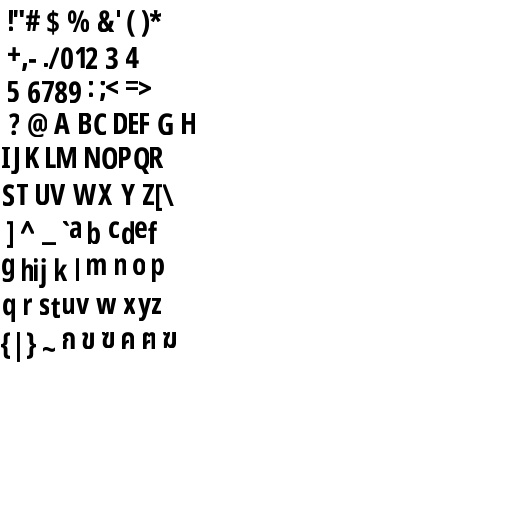 !"# $ % &'( )*
+,- ./012 3 4
5 6789 : ;< =>
? @ A BC DEF G H
IJK LM NOPQR
ST UV WX Y Z[\
] ^ _ `a b cdef
g hij k l m n o p
q r stuv w xyz
{|} ~ ก ข ฃ ค ฅ ฆ